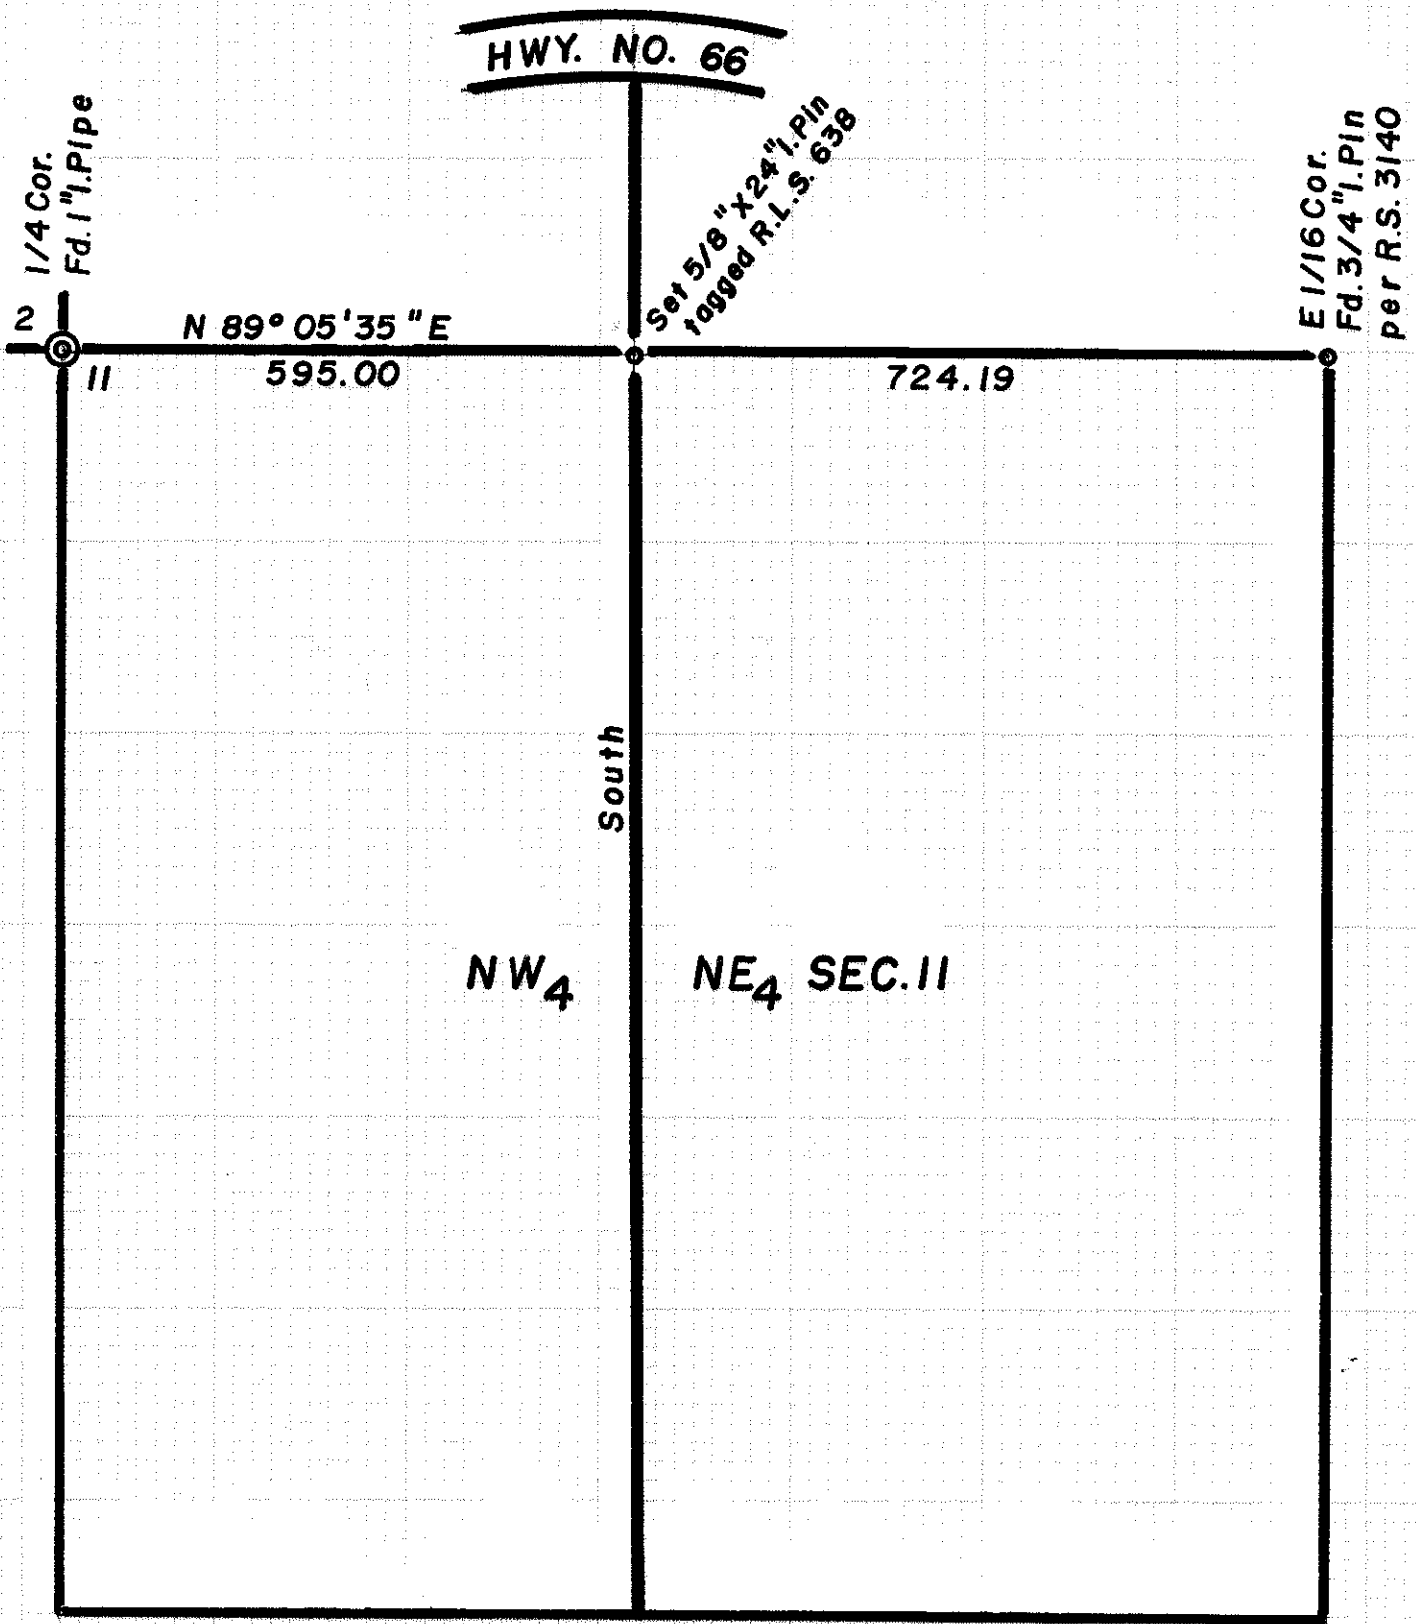 HWY. NO. 66
1/4 Cor.
Fd. 1" I.Pipe
Set 5/8" X 24" I.Pin
tagged R.L.S. 638
E 1/16 Cor.
Fd. 3/4" I.Pin
per R.S. 3140
2
11
N 89° 05' 35" E
595.00
724.19
South
NW4 NE4 SEC. 11